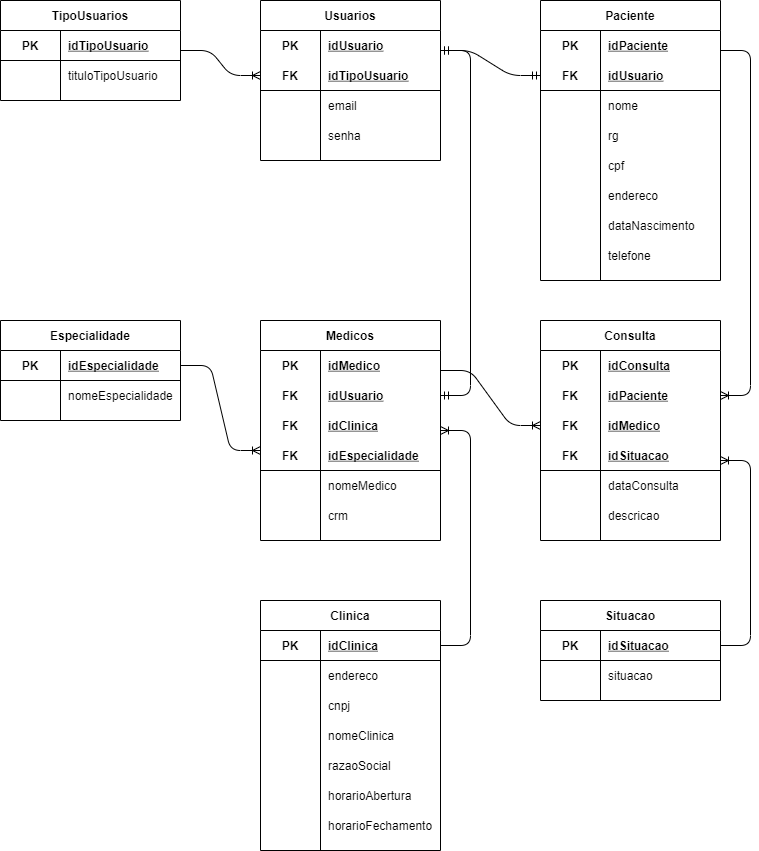 TipoUsuarios
PK idTipoUsuario
tituloTipoUsuario
Usuarios
PK idUsuario
FK idTipoUsuario
email
senha
Paciente
PK idPaciente
FK idUsuario
nome
rg
cpf
endereco
dataNascimento
telefone
Especialidade
PK idEspecialidade
nomeEspecialidade
Medicos
PK idMedico
FK idUsuario
FK idClinica
FK idEspecialidade
nomeMedico
crm
Consulta
PK idConsulta
FK idPaciente
FK idMedico
FK idSituacao
dataConsulta
descricao
Clinica
PK idClinica
endereco
cnpj
nomeClinica
razaoSocial
horarioAbertura
horarioFechamento
Situacao
PK idSituacao
situacao